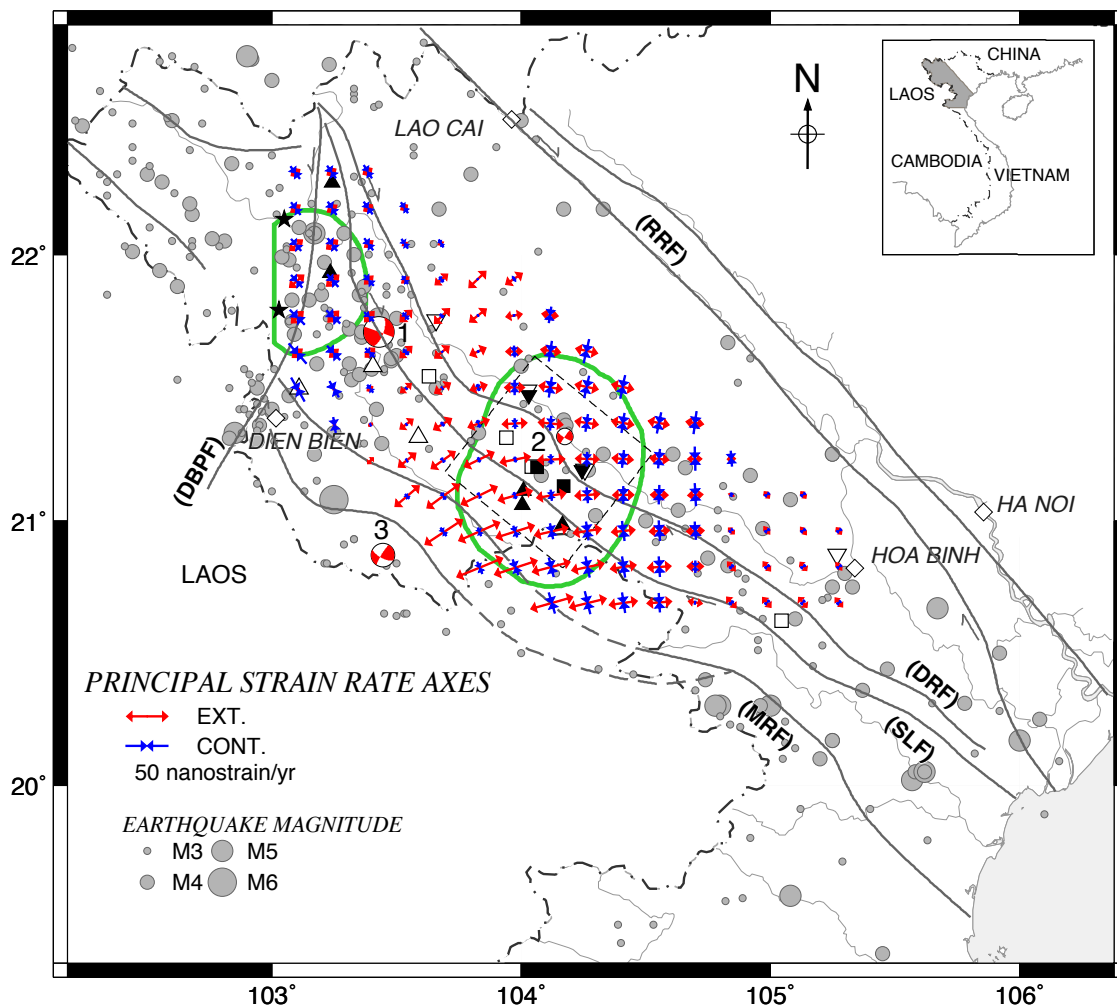 N
CHINA
LAOS
CAMBODIA
VIETNAM
LAO CAI
(RRF)
22°
1
DIEN BIEN
2
(DBPF)
HA NOI
21°
3
HOA BINH
LAOS
PRINCIPAL STRAIN RATE AXES
EXT.
CONT.
50 nanostrain/yr
(DRF)
(MRF)
(SLF)
20°
EARTHQUAKE MAGNITUDE
M3 M5
M4 M6
103° 104° 105° 106°